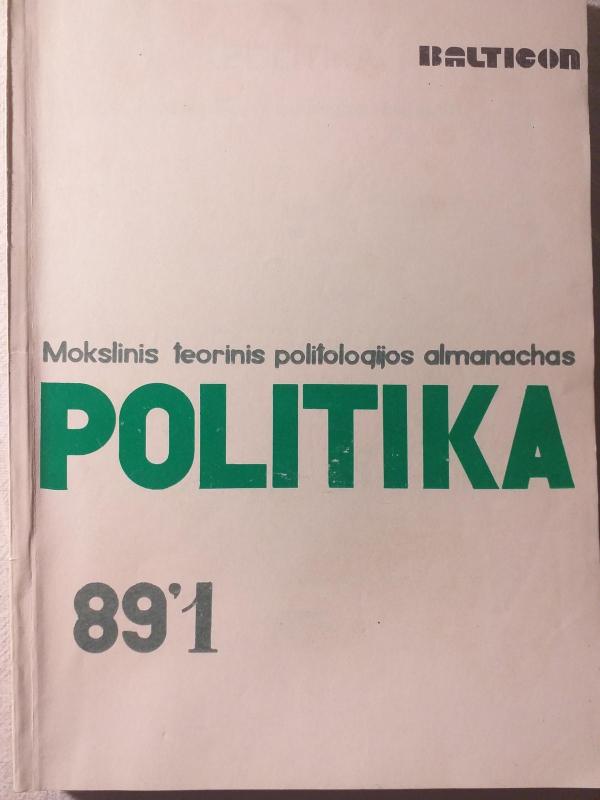 BALTICON
Mokslinis teorinis politologijos almanachas
POLITIKA
89'1